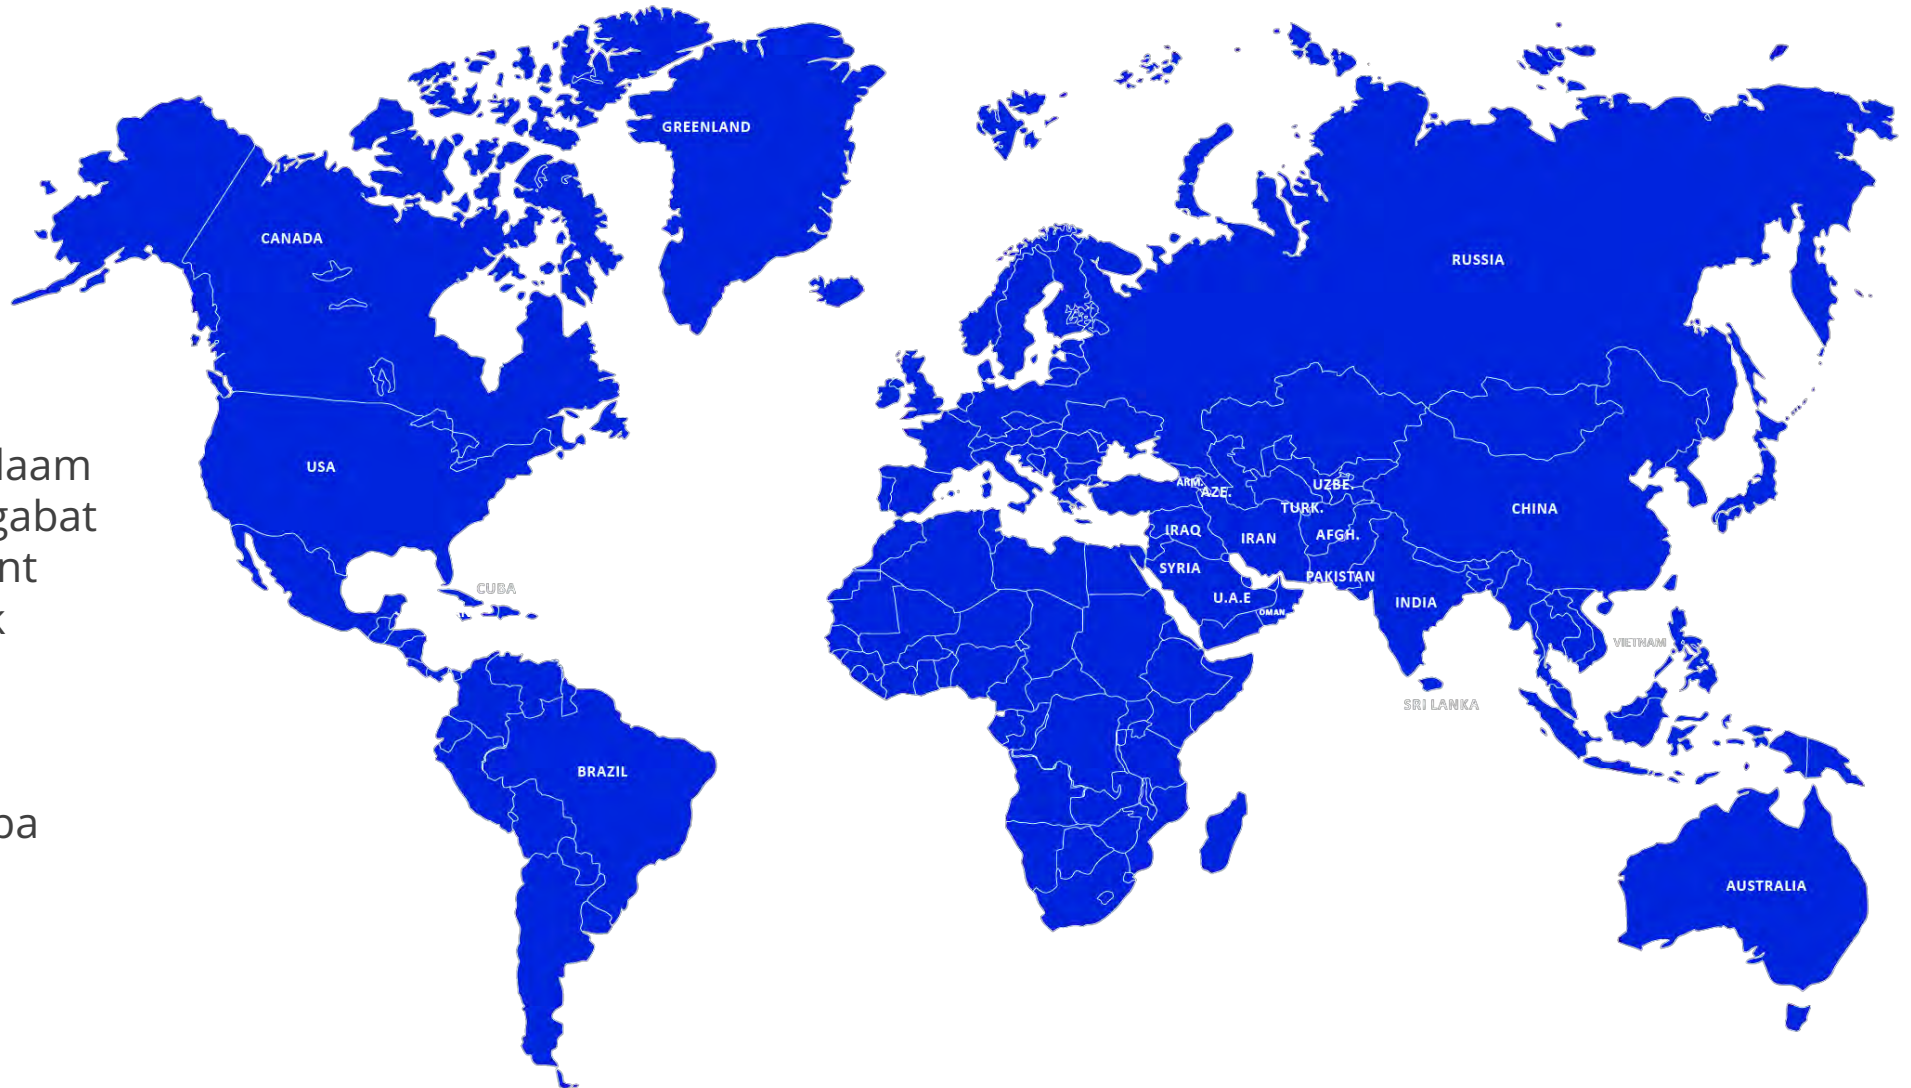 GREENLAND
CANADA
RUSSIA
laam
USA
ARM.
UZBE.
AZE.
TURK.
CHINA
gabat
IRAQ
IRAN
AFGH.
nt
SYRIA
PAKISTAN
CUBA
U.A.E
INDIA
OMAN
k
VIETNAM
SRI LANKA
BRAZIL
ba
AUSTRALIA